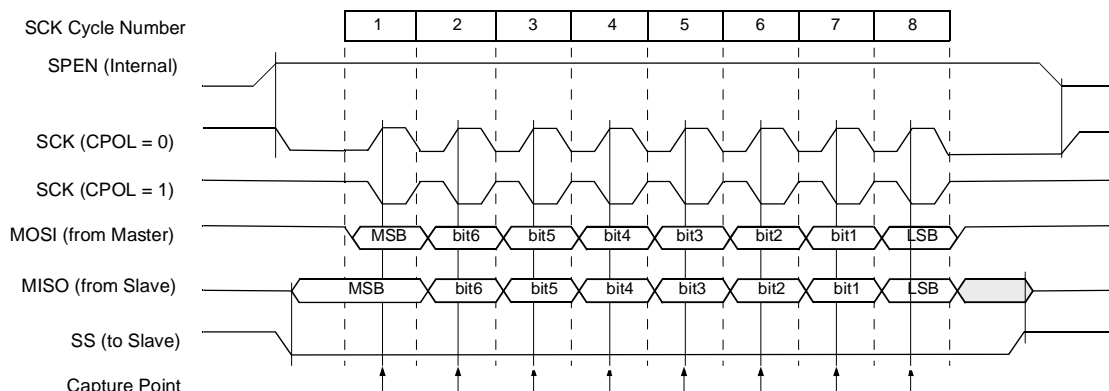 SCK Cycle Number 1 2 3 4 5 6 7 8
SPEN (Internal)
SCK (CPOL = 0)
SCK (CPOL = 1)
MOSI (from Master) MSB bit6 bit5 bit4 bit3 bit2 bit1 LSB
MISO (from Slave) MSB bit6 bit5 bit4 bit3 bit2 bit1 LSB
SS (to Slave)
Capture Point